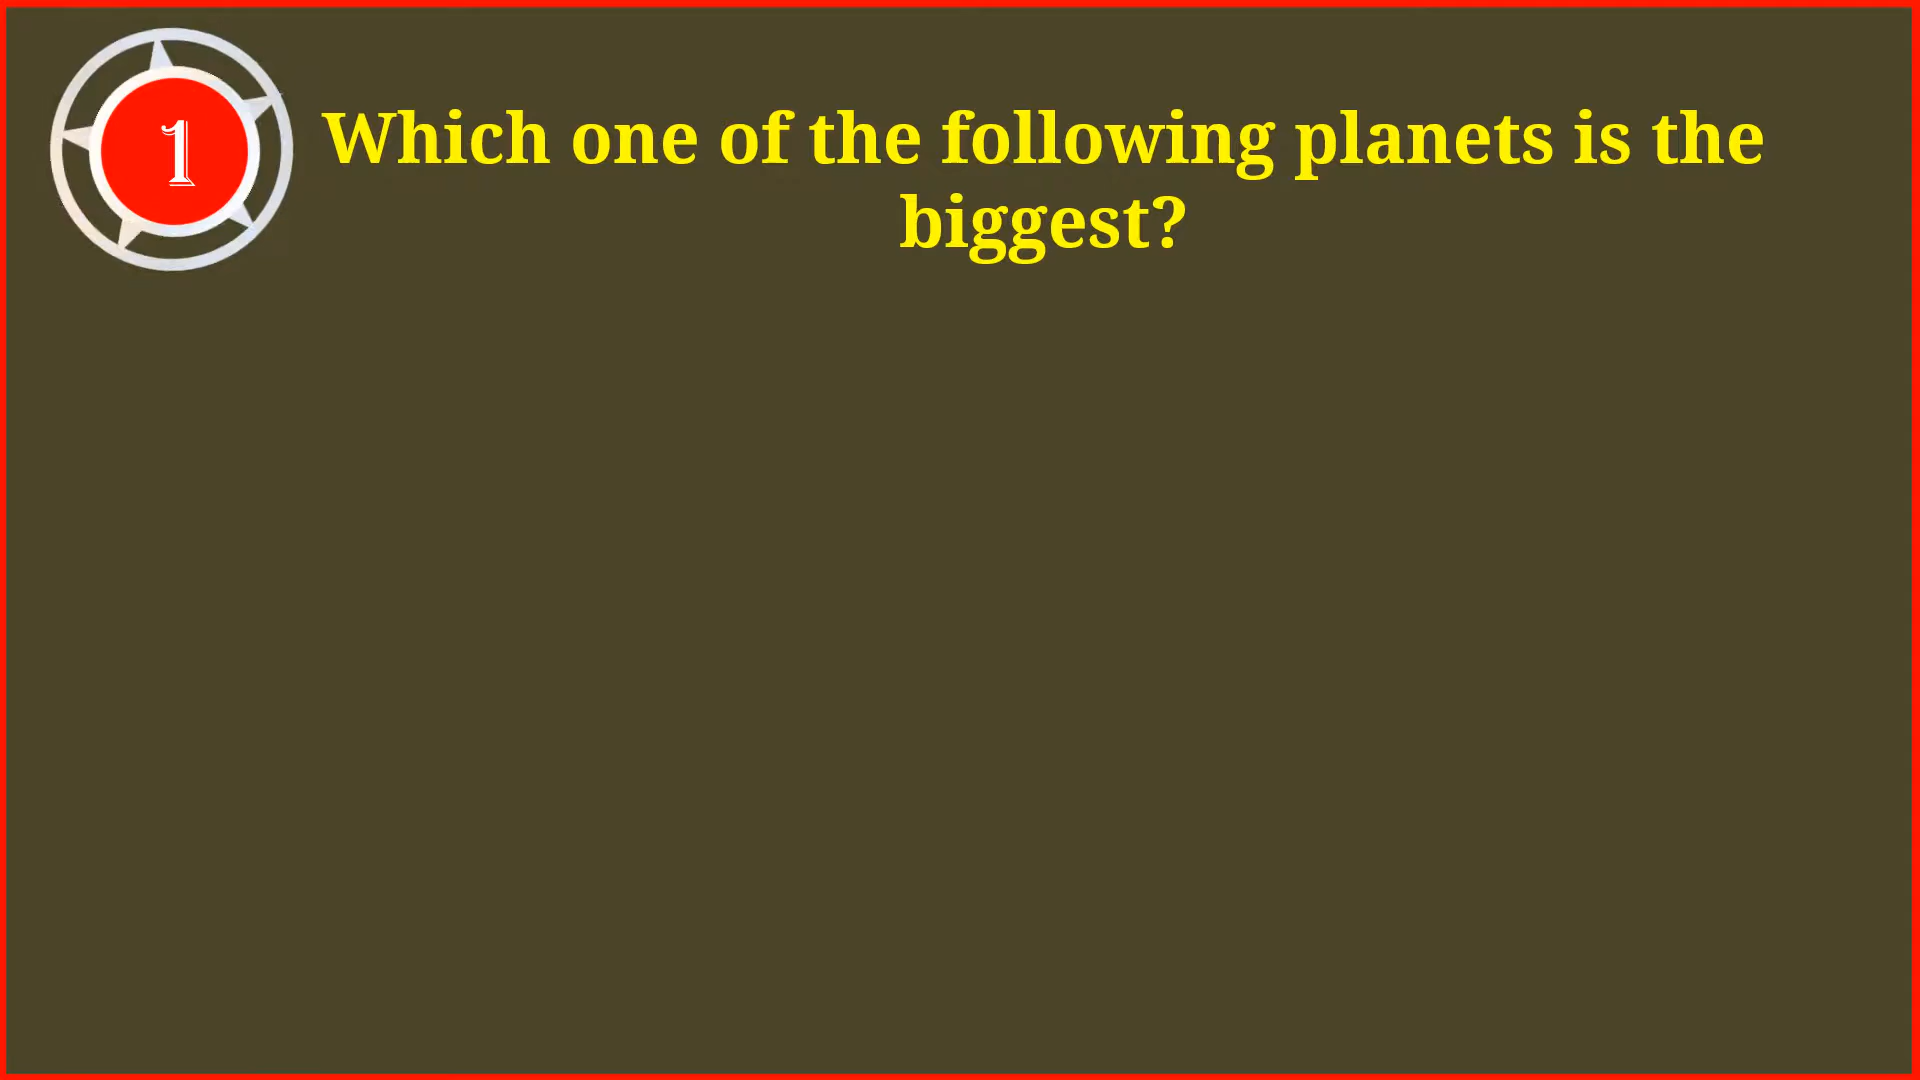 1
Which one of the following planets is the
biggest?